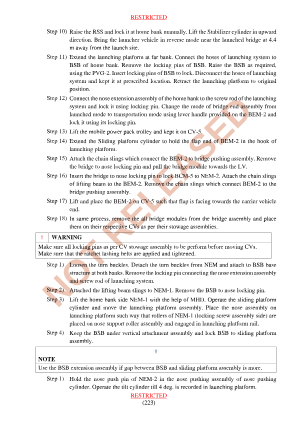 RESTRICTED
Step 10) Raise the RSS and lock it at home bank manually. Lift the Stabilizer cylinder in upward
direction. Bring the launcher vehicle in reverse mode near the launched bridge at 4.4
m away from the launch site.
Step 11) Extend the launching platform at far bank. Connect the hoses of launching system to
BSB of home bank. Remove the locking pins of BSB. Raise the BSB as required,
using the PVG-2. Insert locking pins of BSB to lock. Disconnect the hoses of launching
system and kept it at prescribed location. Retract the launching platform to original
position.
Step 12) Connect the nose extension assembly of the home bank to the screw rod of the launching
system and lock it using locking pin. Change the mode of bridge end assembly from
launched mode to transportation mode using lever handle provided on the BEM-2 and
lock it using its locking pin.
Step 13) Lift the mobile power pack trolley and kept it on CV-5.
Step 14) Extend the Sliding platform cylinder to hold the flap end of BEM-2 in the hook of
launching platform.
Step 15) Attach the chain slings which connect the BEM-2 to bridge pushing assembly. Remove
the bridge to nose locking pin and pull the bridge module towards the LV.
Step 16) Insert the bridge to nose locking pin to lock BCM-5 to NEM-2. Attach the chain slings
of lifting beam to the BEM-2. Remove the chain slings which connect BEM-2 to the
bridge pushing assembly.
Step 17) Lift and place the BEM-2 on CV-5 such that flap is facing towards the carrier vehicle
end.
Step 18) In same process, remove the all bridge modules from the bridge assembly and place
them on their respective CVs as per their storage assemblies.
! WARNING
Make sure all locking pins as per CV storage assembly to be perform before moving CVs.
Make sure that the ratchet lashing belts are applied and tightened.
Step 1) Loosen the turn buckles. Detach the turn buckles from NEM and attach to BSB base
structure at both banks. Remove the locking pin connecting the nose extension assembly
and screw rod of launching system.
Step 2) Attached the lifting beam slings to NEM-1. Remove the BSB to nose locking pin.
Step 3) Lift the home bank side NEM-1 with the help of MHD. Operate the sliding platform
cylinder and move the launching platform assembly. Place the nose assembly on
launching platform such way that rollers of NEM-1 (locking screw assembly side) are
placed on nose support roller assembly and engaged in launching platform rail.
Step 4) Keep the BSB under vertical attachment assembly and lock BSB to sliding platform
assembly.
NOTE
Use the BSB extension assembly if gap between BSB and sliding platform assembly is more.
Step 1) Hold the nose push pin of NEM-2 in the nose pushing assembly of nose pushing
cylinder. Operate the tilt cylinder till 4 deg. is recorded in launching platform.
RESTRICTED
(223)